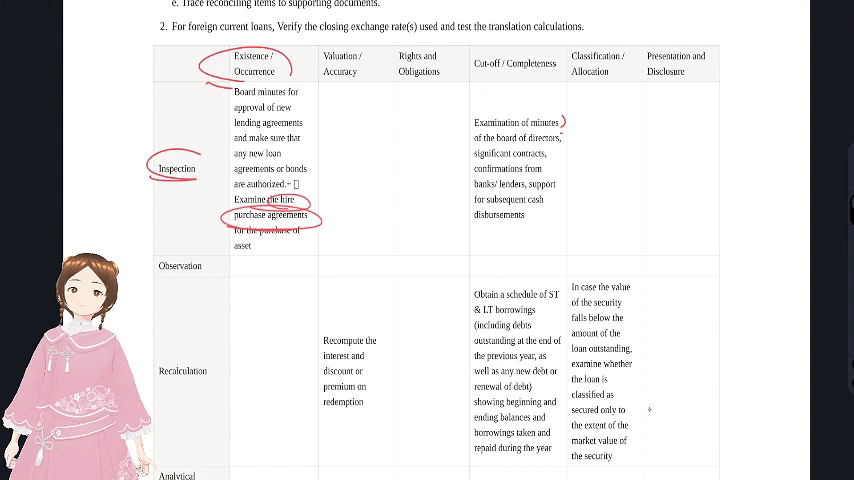 e. Trace reconciling items to supporting documents.
2. For foreign current loans, Verify the closing exchange rate(s) used and test the translation calculations.
Existence /
Occurrence
Valuation /
Accuracy
Rights and
Obligations
Cut-off / Completeness
Classification /
Allocation
Presentation and
Disclosure
Inspection
Board minutes for
approval of new
lending agreements
and make sure that
any new loan
agreements or bonds
are authorized.+
Examine the hire
purchase agreements
for the purchase of
asset
Examination of minutes
of the board of directors,
significant contracts,
confirmations from
banks/ lenders, support
for subsequent cash
disbursements
Observation
Recalculation
Recompute the
interest and
discount or
premium on
redemption
Obtain a schedule of ST
& LT borrowings
(including debts
outstanding at the end of
the previous year, as
well as any new debt or
renewal of debt)
showing beginning and
ending balances and
borrowings taken and
repaid during the year
In case the value
of the security
falls below the
amount of the
loan outstanding,
examine whether
the loan is
classified as
secured only to
the extent of the
market value of
the security
Analytical